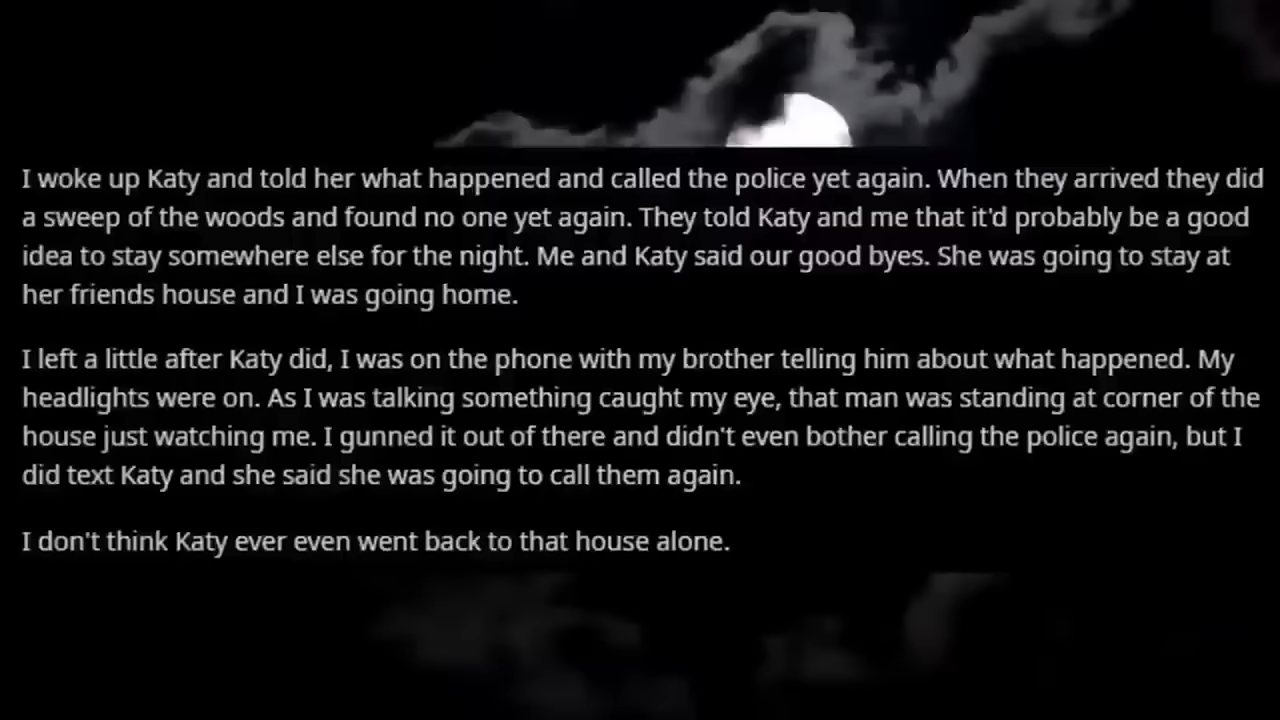 I woke up Katy and told her what happened and called the police yet again. When they arrived they did
a sweep of the woods and found no one yet again. They told Katy and me that it'd probably be a good
idea to stay somewhere else for the night. Me and Katy said our good byes. She was going to stay at
her friends house and I was going home.
I left a little after Katy did, I was on the phone with my brother telling him about what happened. My
headlights were on. As I was talking something caught my eye, that man was standing at corner of the
house just watching me. I gunned it out of there and didn't even bother calling the police again, but I
did text Katy and she said she was going to call them again.
I don't think Katy ever even went back to that house alone.